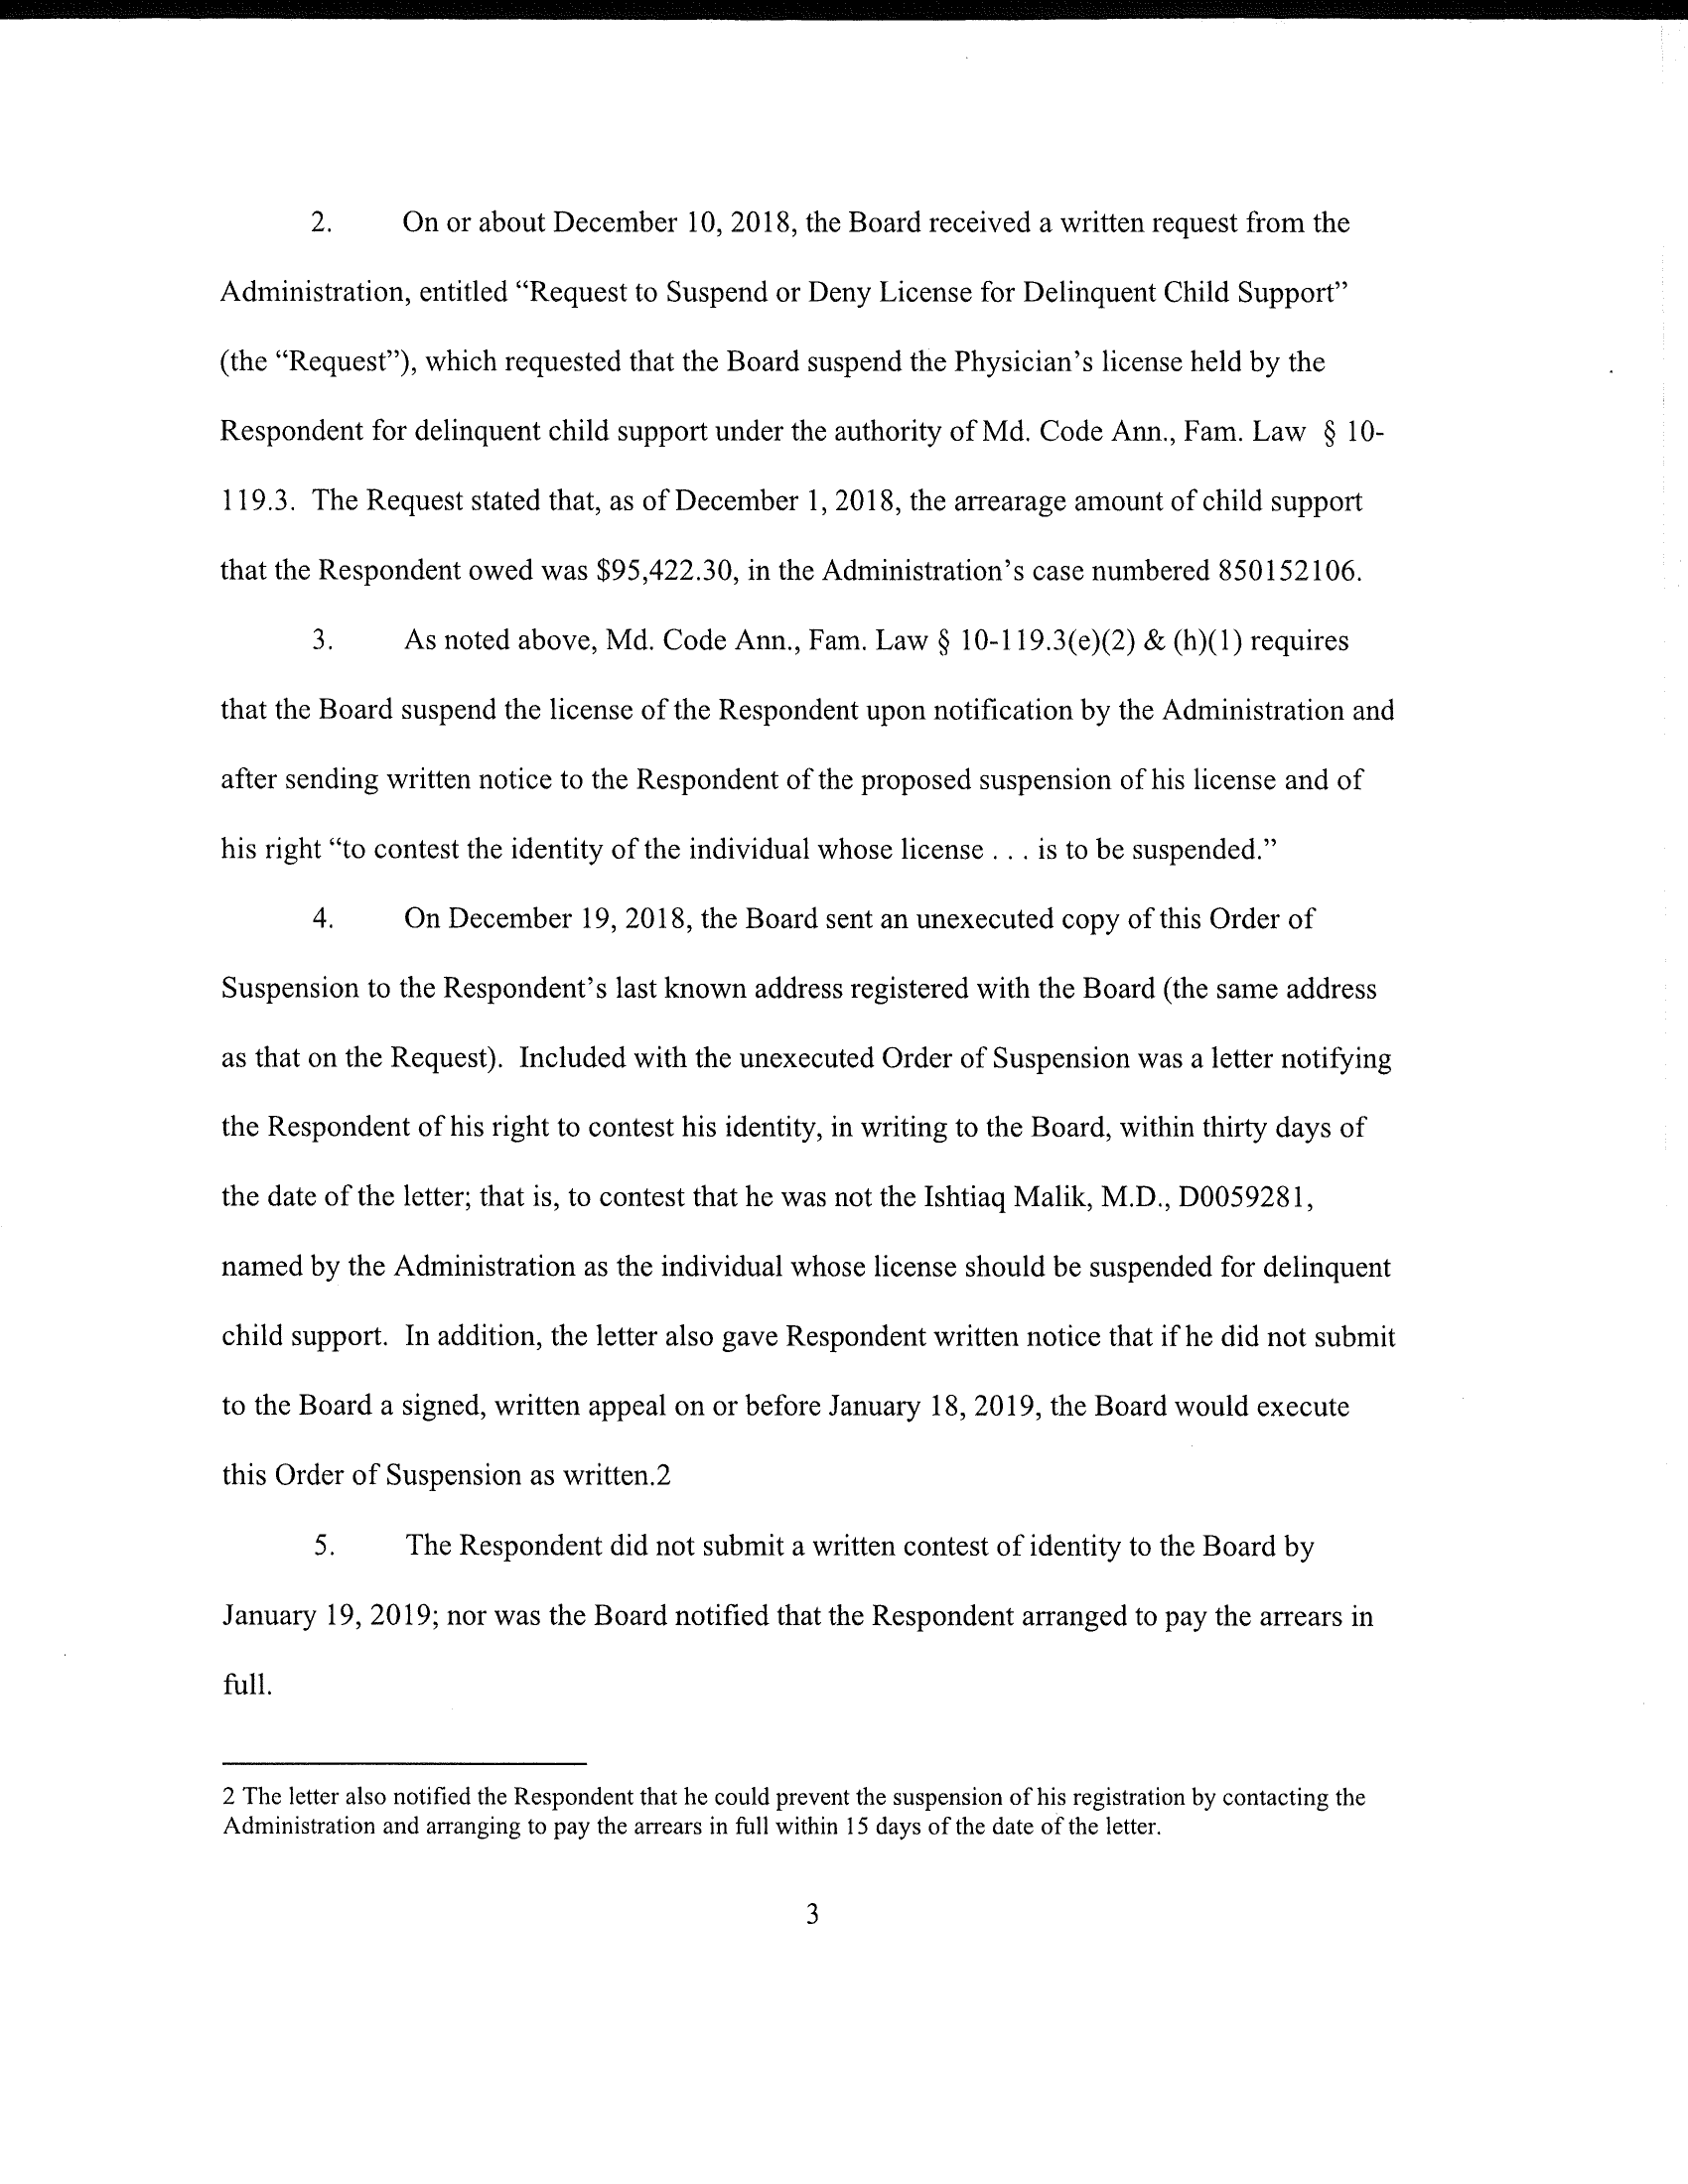 2. On or about December 10, 2018, the Board received a written request from the
Administration, entitled “Request to Suspend or Deny License for Delinquent Child Support”
(the “Request”), which requested that the Board suspend the Physician’s license held by the
Respondent for delinquent child support under the authority of Md. Code Ann., Fam. Law § 10-
119.3. The Request stated that, as of December 1, 2018, the arrearage amount of child support
that the Respondent owed was $95,422.30, in the Administration’s case numbered 850152106.
3. As noted above, Md. Code Ann., Fam. Law § 10-119.3(e)(2) & (h)(1) requires
that the Board suspend the license of the Respondent upon notification by the Administration and
after sending written notice to the Respondent of the proposed suspension of his license and of
his right “to contest the identity of the individual whose license . . . is to be suspended.”
4. On December 19, 2018, the Board sent an unexecuted copy of this Order of
Suspension to the Respondent’s last known address registered with the Board (the same address
as that on the Request). Included with the unexecuted Order of Suspension was a letter notifying
the Respondent of his right to contest his identity, in writing to the Board, within thirty days of
the date of the letter; that is, to contest that he was not the Ishtiaq Malik, M.D., D0059281,
named by the Administration as the individual whose license should be suspended for delinquent
child support. In addition, the letter also gave Respondent written notice that if he did not submit
to the Board a signed, written appeal on or before January 18, 2019, the Board would execute
this Order of Suspension as written.2
5. The Respondent did not submit a written contest of identity to the Board by
January 19, 2019; nor was the Board notified that the Respondent arranged to pay the arrears in
full.
2 The letter also notified the Respondent that he could prevent the suspension of his registration by contacting the
Administration and arranging to pay the arrears in full within 15 days of the date of the letter.
3